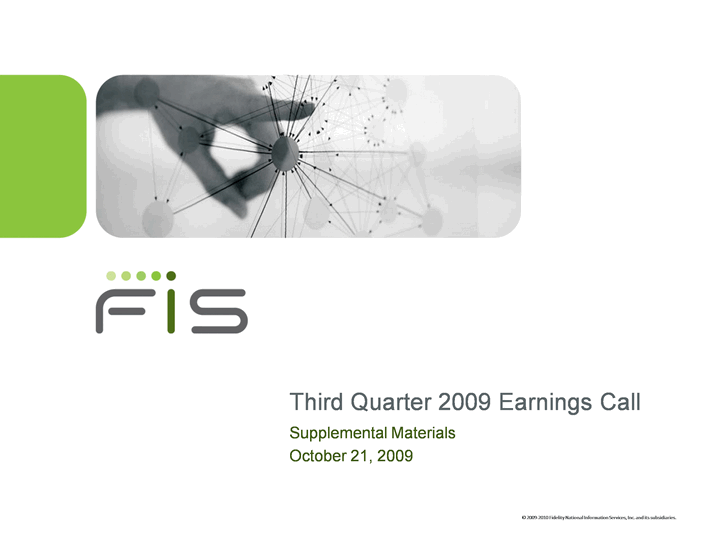 FIS
Third Quarter 2009 Earnings Call
Supplemental Materials
October 21, 2009
© 2009-2010 Fidelity National Information Services, Inc. and its subsidiaries.